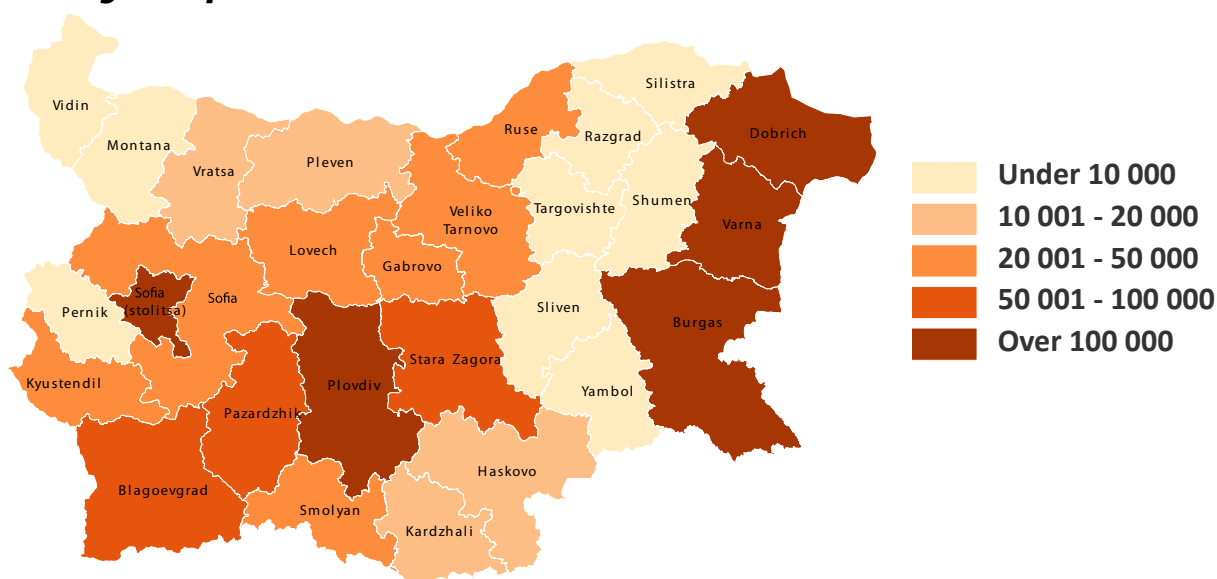 Silistra
Vidin
Ruse
Dobrich
Razgrad
Montana
Pleven
Vratsa
Under 10 000
Shumen
Targovishte
Veliko
Tarnovo
10 001 - 20 000
Varna
Lovech
20 001 - 50 000
Gabrovo
Sofia
(stolitsa)
Sofia
50 001 - 100 000
Pernik
Sliven
Burgas
Over 100 000
Stara Zagora
Kyustendil
Plovdiv
Yambol
Pazardzhik
Haskovo
Blagoevgrad
Smolyan
Kardzhali